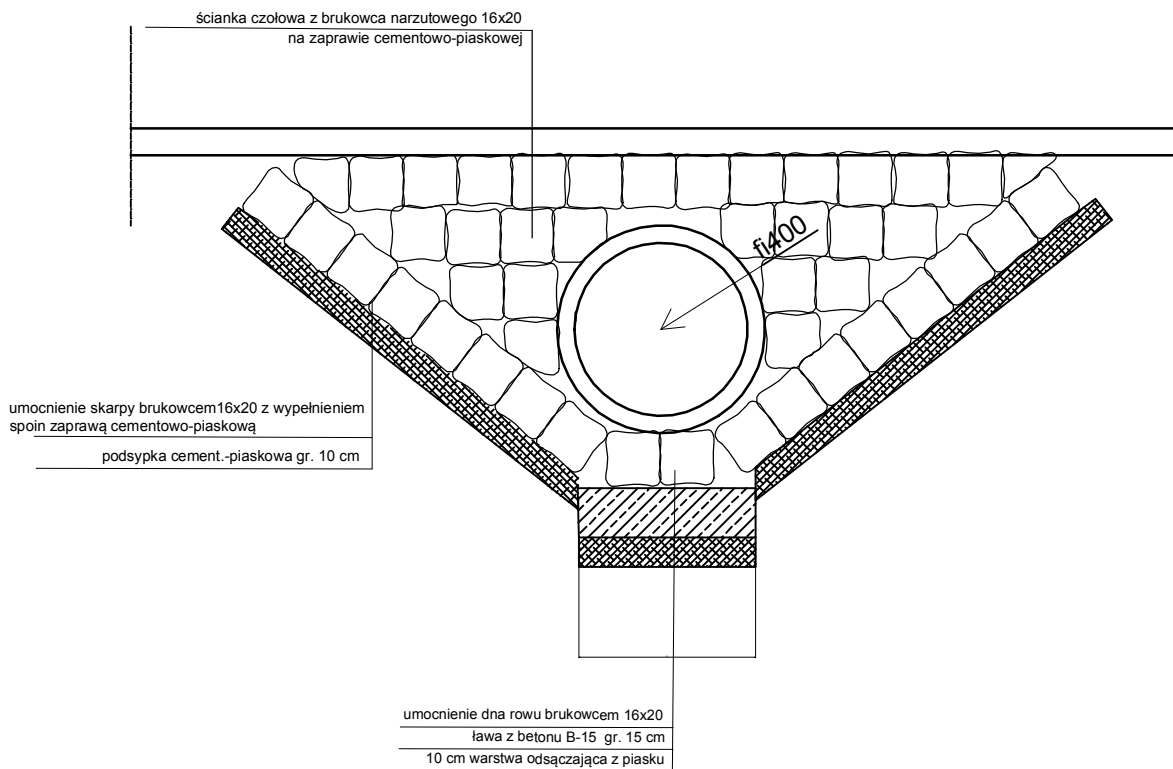 ścianka czołowa z brukowca narzutowego 16x20
na zaprawie cementowo-piaskowej
fi400
umocnienie skarpy brukowcem16x20 z wypełnieniem
spoin zaprawą cementowo-piaskową
podsypka cement.-piaskowa gr. 10 cm
umocnienie dna rowu brukowcem 16x20
ława z betonu B-15 gr. 15 cm
10 cm warstwa odsączająca z piasku